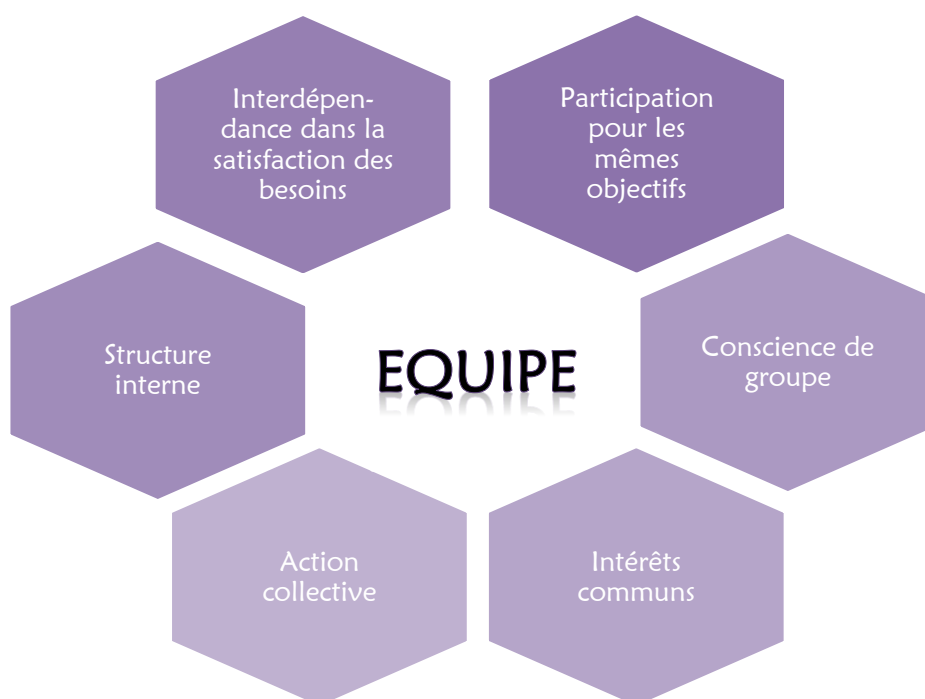 Interdépen-
dance dans la
satisfaction des
besoins
Participation
pour les
mêmes
objectifs
Structure
interne
EQUIPE
Conscience de
groupe
Action
collective
Intérêts
communs